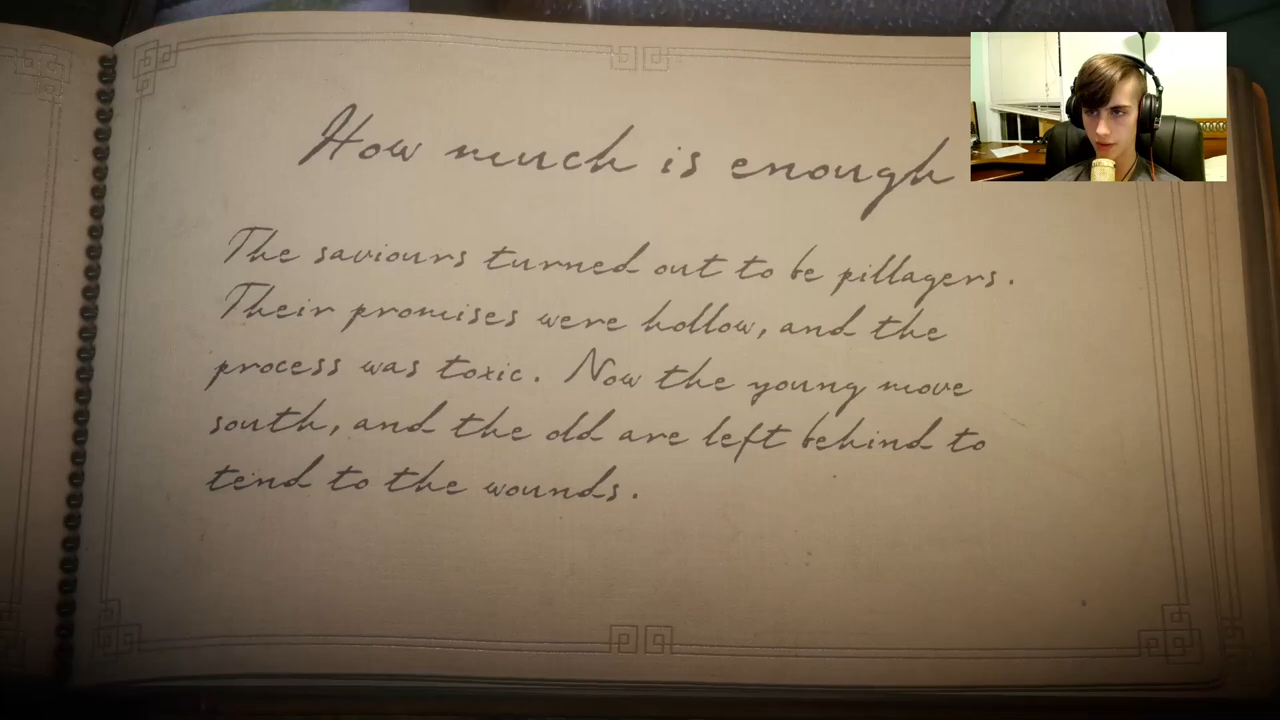 How much is enough
The saviours turned out to be pillagers.
Their promises were hollow, and the
process was toxic. Now the young move
south, and the old are left behind to
tend to the wounds.